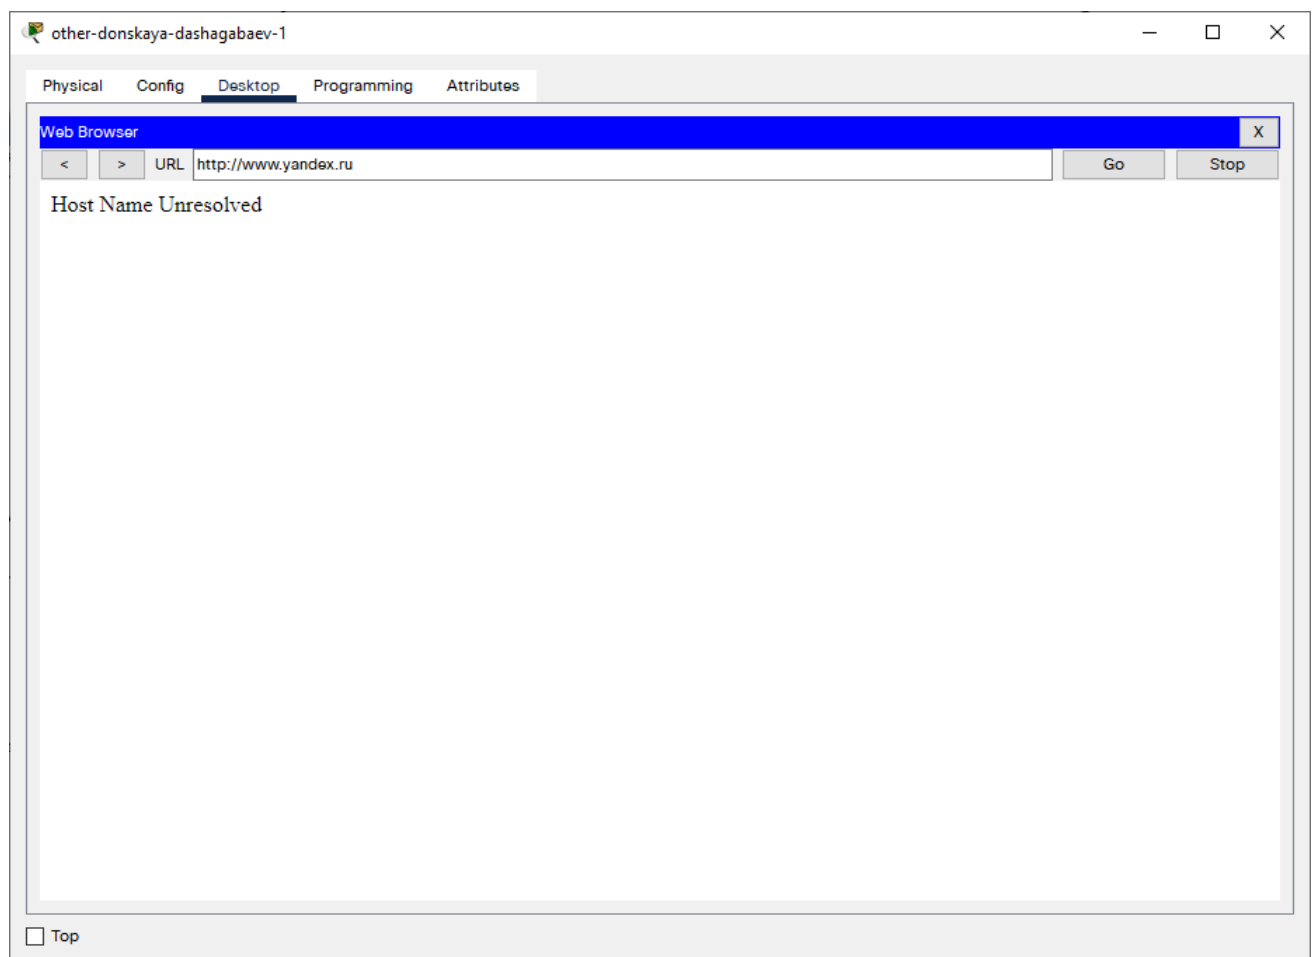 other-donskaya-dashagabaev-1
Physical Config Desktop Programming Attributes
Web Browser X
< > URL http://www.yandex.ru Go Stop
Host Name Unresolved
Top